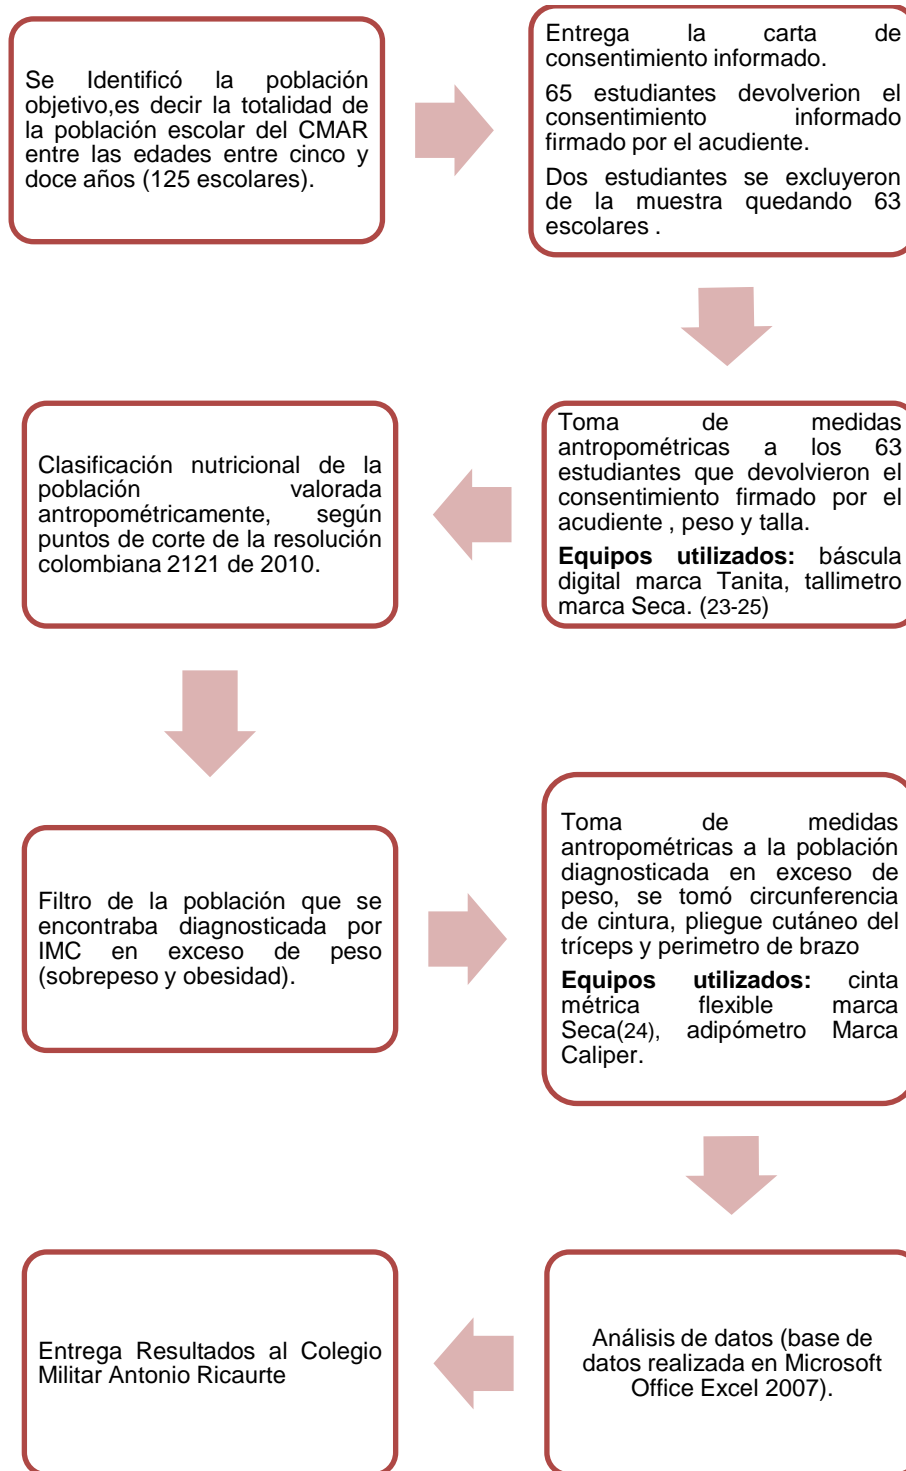 Se Identificó la población
objetivo,es decir la totalidad de
la población escolar del CMAR
entre las edades entre cinco y
doce años (125 escolares).
Entrega la carta de
consentimiento informado.
65 estudiantes devolverion el
consentimiento informado
firmado por el acudiente.
Dos estudiantes se excluyeron
de la muestra quedando 63
escolares .
Toma de medidas
antropométricas a los 63
estudiantes que devolvieron el
consentimiento firmado por el
acudiente , peso y talla.
Equipos utilizados: báscula
digital marca Tanita, tallimetro
marca Seca. (23-25)
Clasificación nutricional de la
población valorada
antropométricamente, según
puntos de corte de la resolución
colombiana 2121 de 2010.
Filtro de la población que se
encontraba diagnosticada por
IMC en exceso de peso
(sobrepeso y obesidad).
Toma de medidas
antropométricas a la población
diagnosticada en exceso de
peso, se tomó circunferencia
de cintura, pliegue cutáneo del
tríceps y perimetro de brazo
Equipos utilizados: cinta
métrica flexible marca
Seca(24), adipómetro Marca
Caliper.
Análisis de datos (base de
datos realizada en Microsoft
Office Excel 2007).
Entrega Resultados al Colegio
Militar Antonio Ricaurte